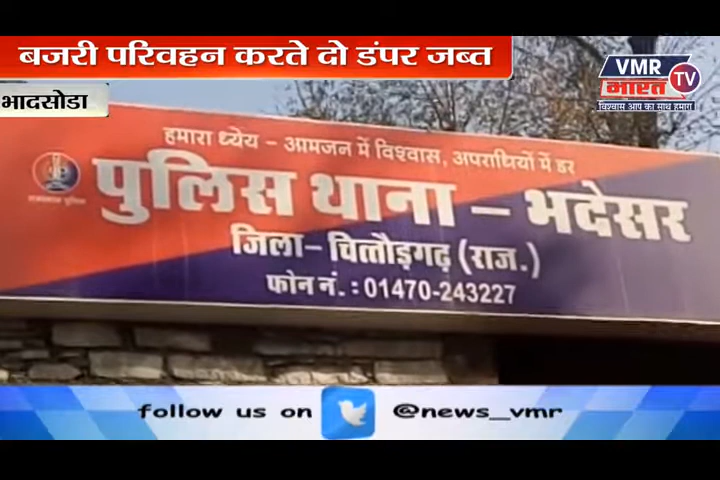 बजरी परिवहन करते दो डंपर जब्त
VMR
भारत TV
विश्वास आप का साथ हमारा
भादसोडा
हमारा ध्येय – आमजन में विश्वास, अपराधियों में डर
पुलिस थाना – भदेसर
जिला– चित्तौड़गढ़ (राज.)
फोन नं. : 01470-243227
follow us on @news_vmr